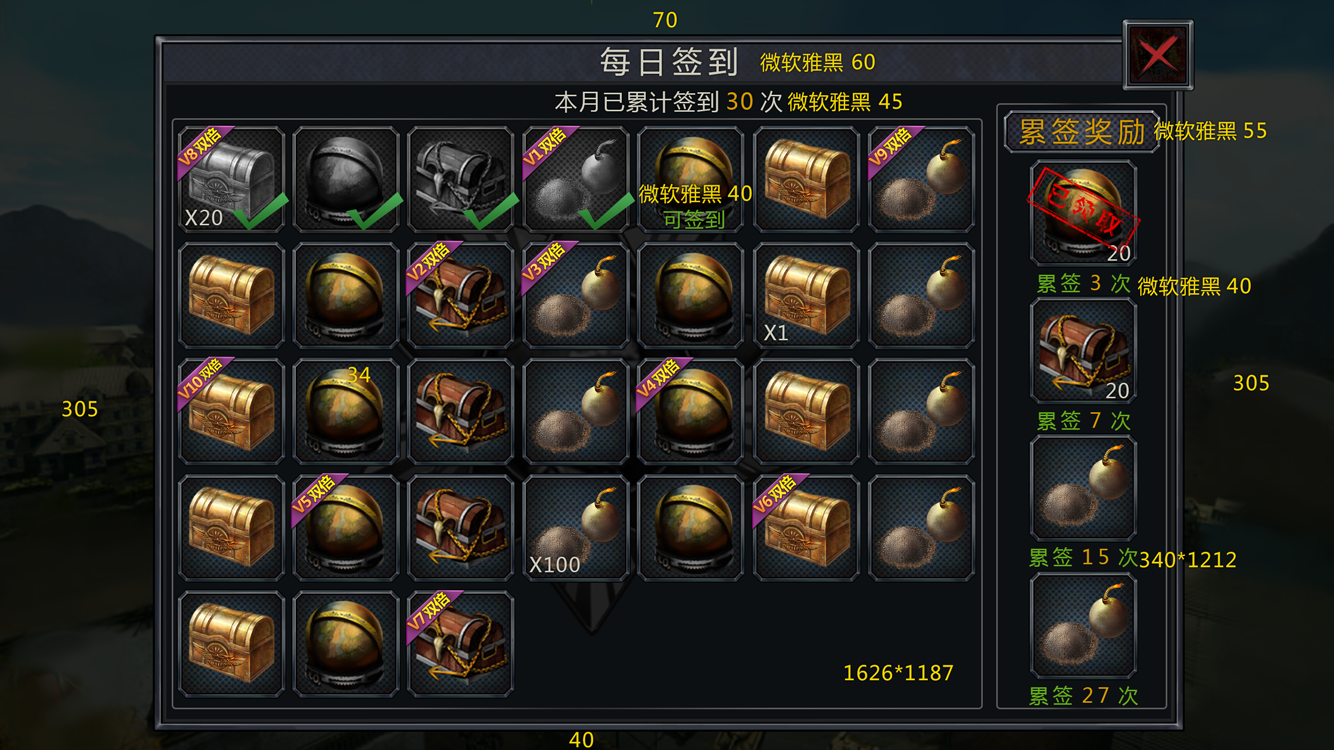 70
每日签到 微软雅黑 60
本月已累计签到 30 次 微软雅黑 45
累签奖励 微软雅黑 55
V8双倍
V1双倍
V9双倍
已领取
微软雅黑 40
X20
可签到
20
累签 3 次 微软雅黑 40
V2双倍
V3双倍
X1
20
V10双倍
34
V4双倍
305
305
累签 7 次
V5双倍
V6双倍
X100
累签 15 次 340*1212
V7双倍
1626*1187
累签 27 次
40